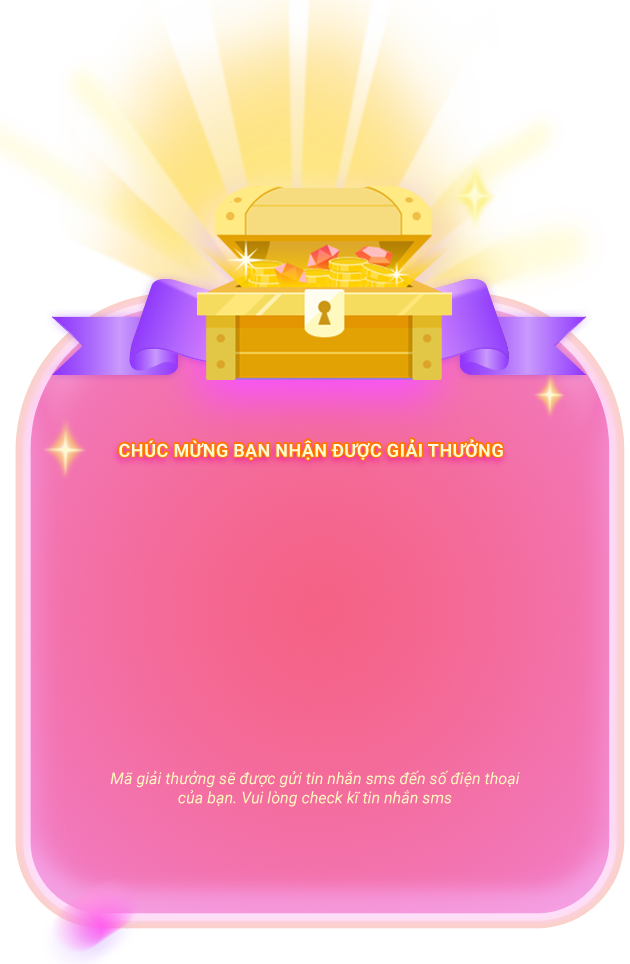 CHÚC MỪNG BẠN NHẬN ĐƯỢC GIẢI THƯỞNG
Mã giải thưởng sẽ được gửi tin nhắn sms đến số điện thoại
của bạn. Vui lòng check kĩ tin nhắn sms